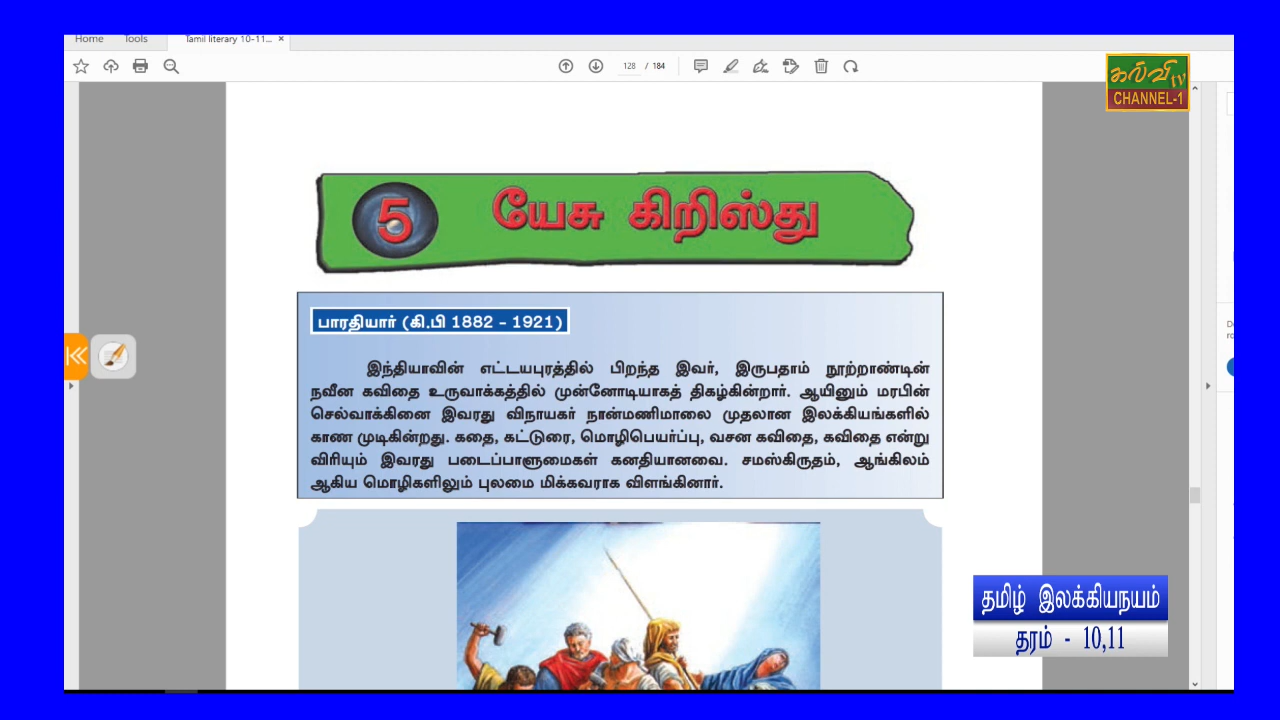 Home Tools Tamil literary 10-11... ×
128 / 184
கல்வி TV
CHANNEL-1
5 யேசு கிறிஸ்து
பாரதியார் (கி.பி 1882 - 1921)
இந்தியாவின் எட்டயபுரத்தில் பிறந்த இவர், இருபதாம் நூற்றாண்டின்
நவீன கவிதை உருவாக்கத்தில் முன்னோடியாகத் திகழ்கின்றார். ஆயினும் மரபின்
செல்வாக்கினை இவரது விநாயகர் நான்மணிமாலை முதலான இலக்கியங்களில்
காண முடிகின்றது. கதை, கட்டுரை, மொழிபெயர்ப்பு, வசன கவிதை, கவிதை என்று
விரியும் இவரது படைப்பாளுமைகள் கனதியானவை. சமஸ்கிருதம், ஆங்கிலம்
ஆகிய மொழிகளிலும் புலமை மிக்கவராக விளங்கினார்.
தமிழ் இலக்கியநயம்
தரம் - 10,11